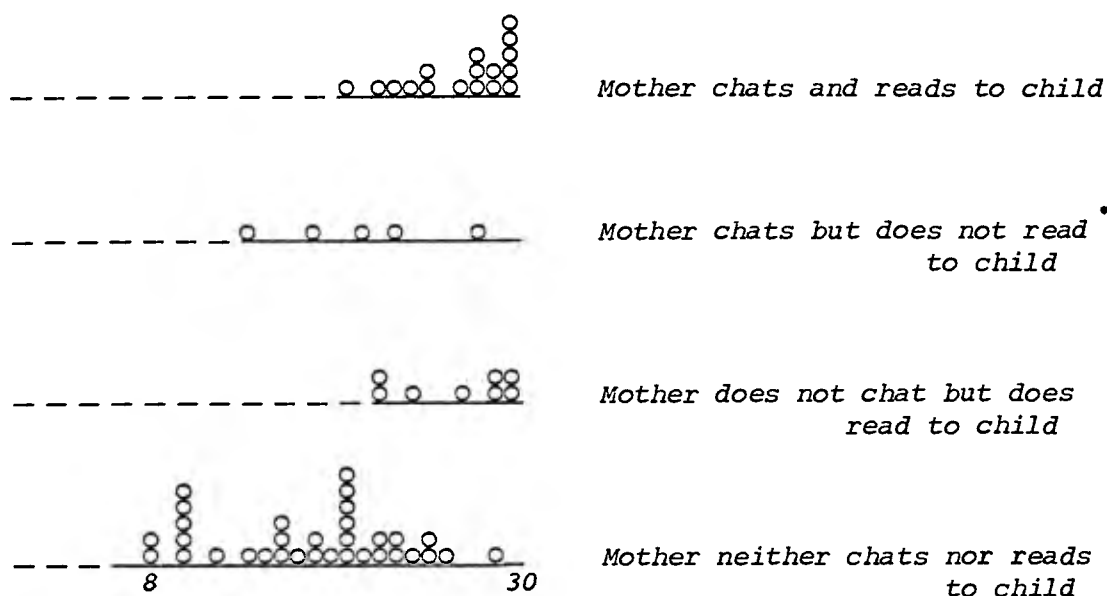 Mother chats and reads to child
Mother chats but does not read
to child
Mother does not chat but does
read to child
Mother neither chats nor reads
to child
8 30